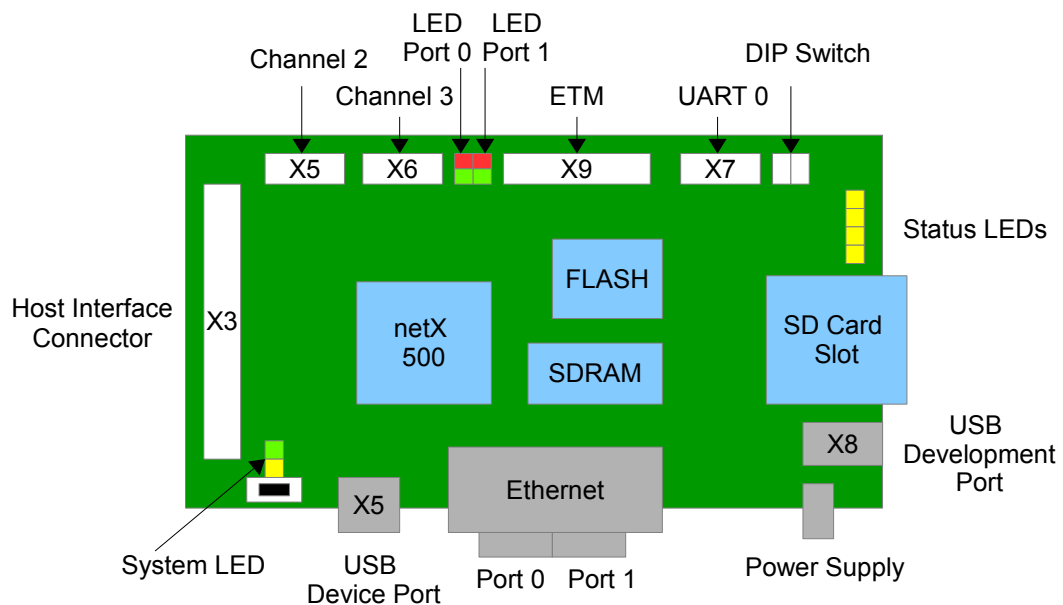 LED
Port 0
LED
Port 1
Channel 2
Channel 3
ETM
UART 0
DIP Switch
X5
X6
X9
X7
Status LEDs
Host Interface
Connector
X3
netX
500
FLASH
SDRAM
SD Card
Slot
X8
USB
Development
Port
Ethernet
X5
System LED
USB
Device Port
Port 0
Port 1
Power Supply